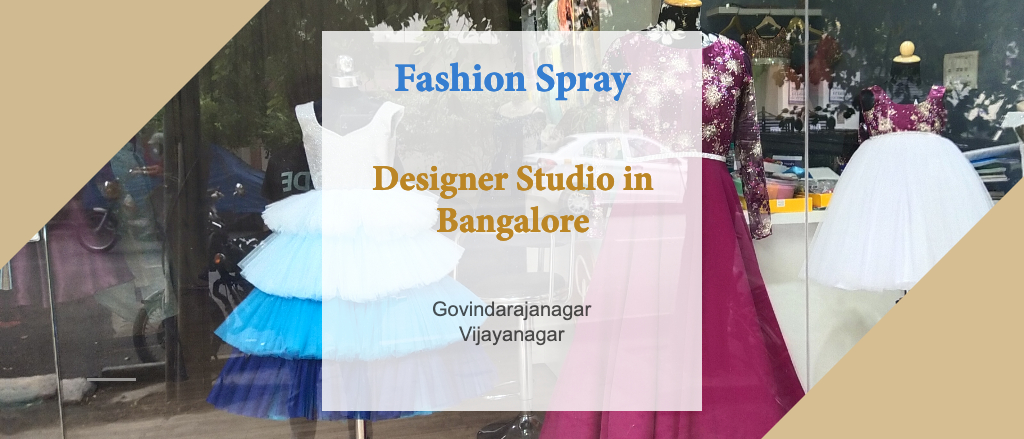 Fashion Spray
Designer Studio in
Bangalore
Govindarajanagar
Vijayanagar